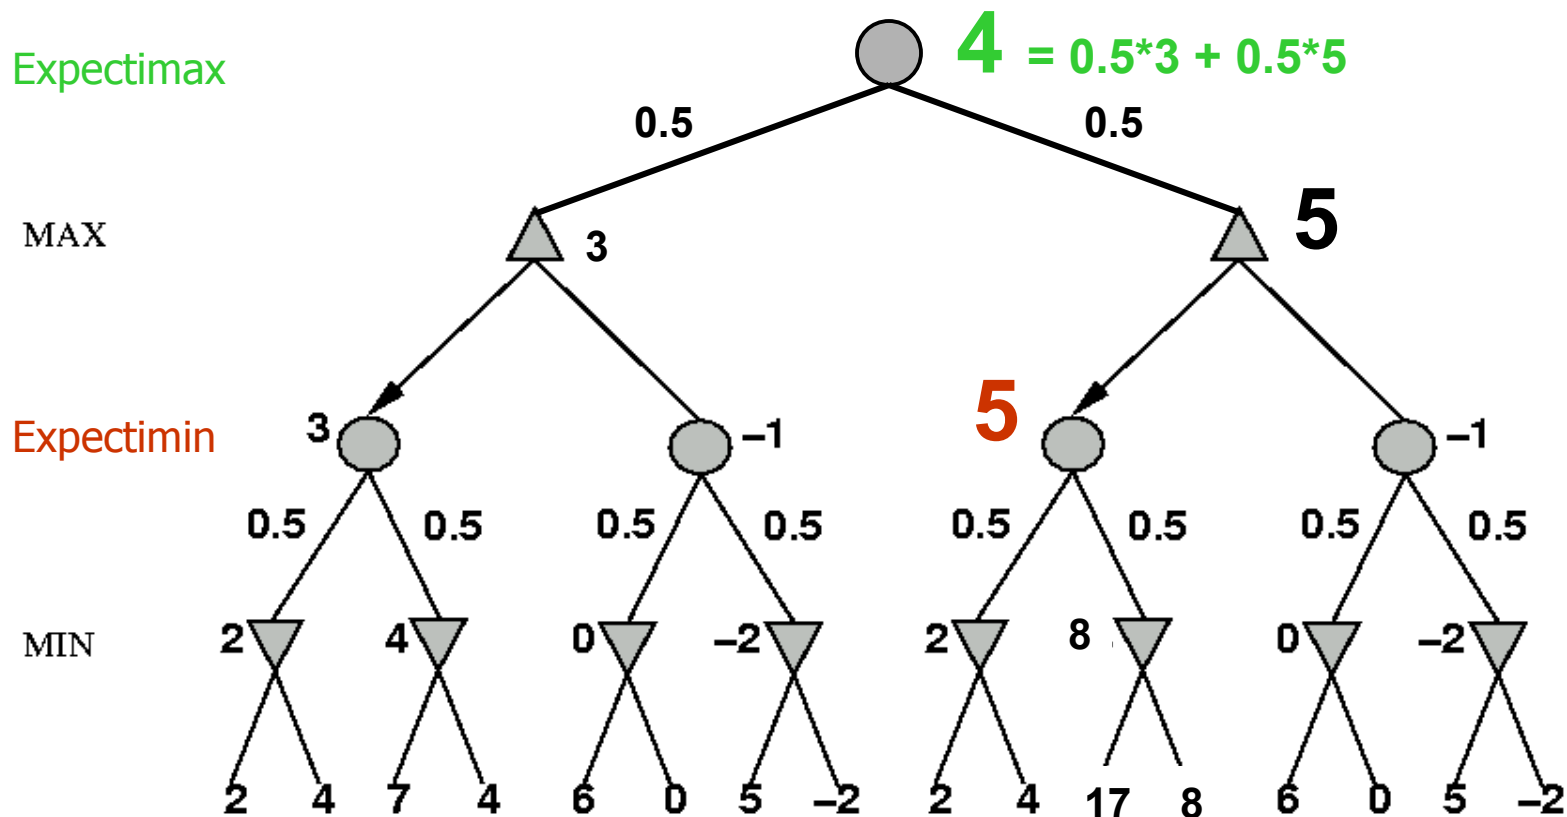 Expectimax 4 = 0.5*3 + 0.5*5
0.5 0.5
MAX 3 5
Expectimin 3 –1 5 –1
0.5 0.5 0.5 0.5 0.5 0.5 0.5 0.5
MIN 2 4 0 –2 2 8 0 –2
2 4 7 4 6 0 5 –2 2 4 17 8 6 0 5 –2